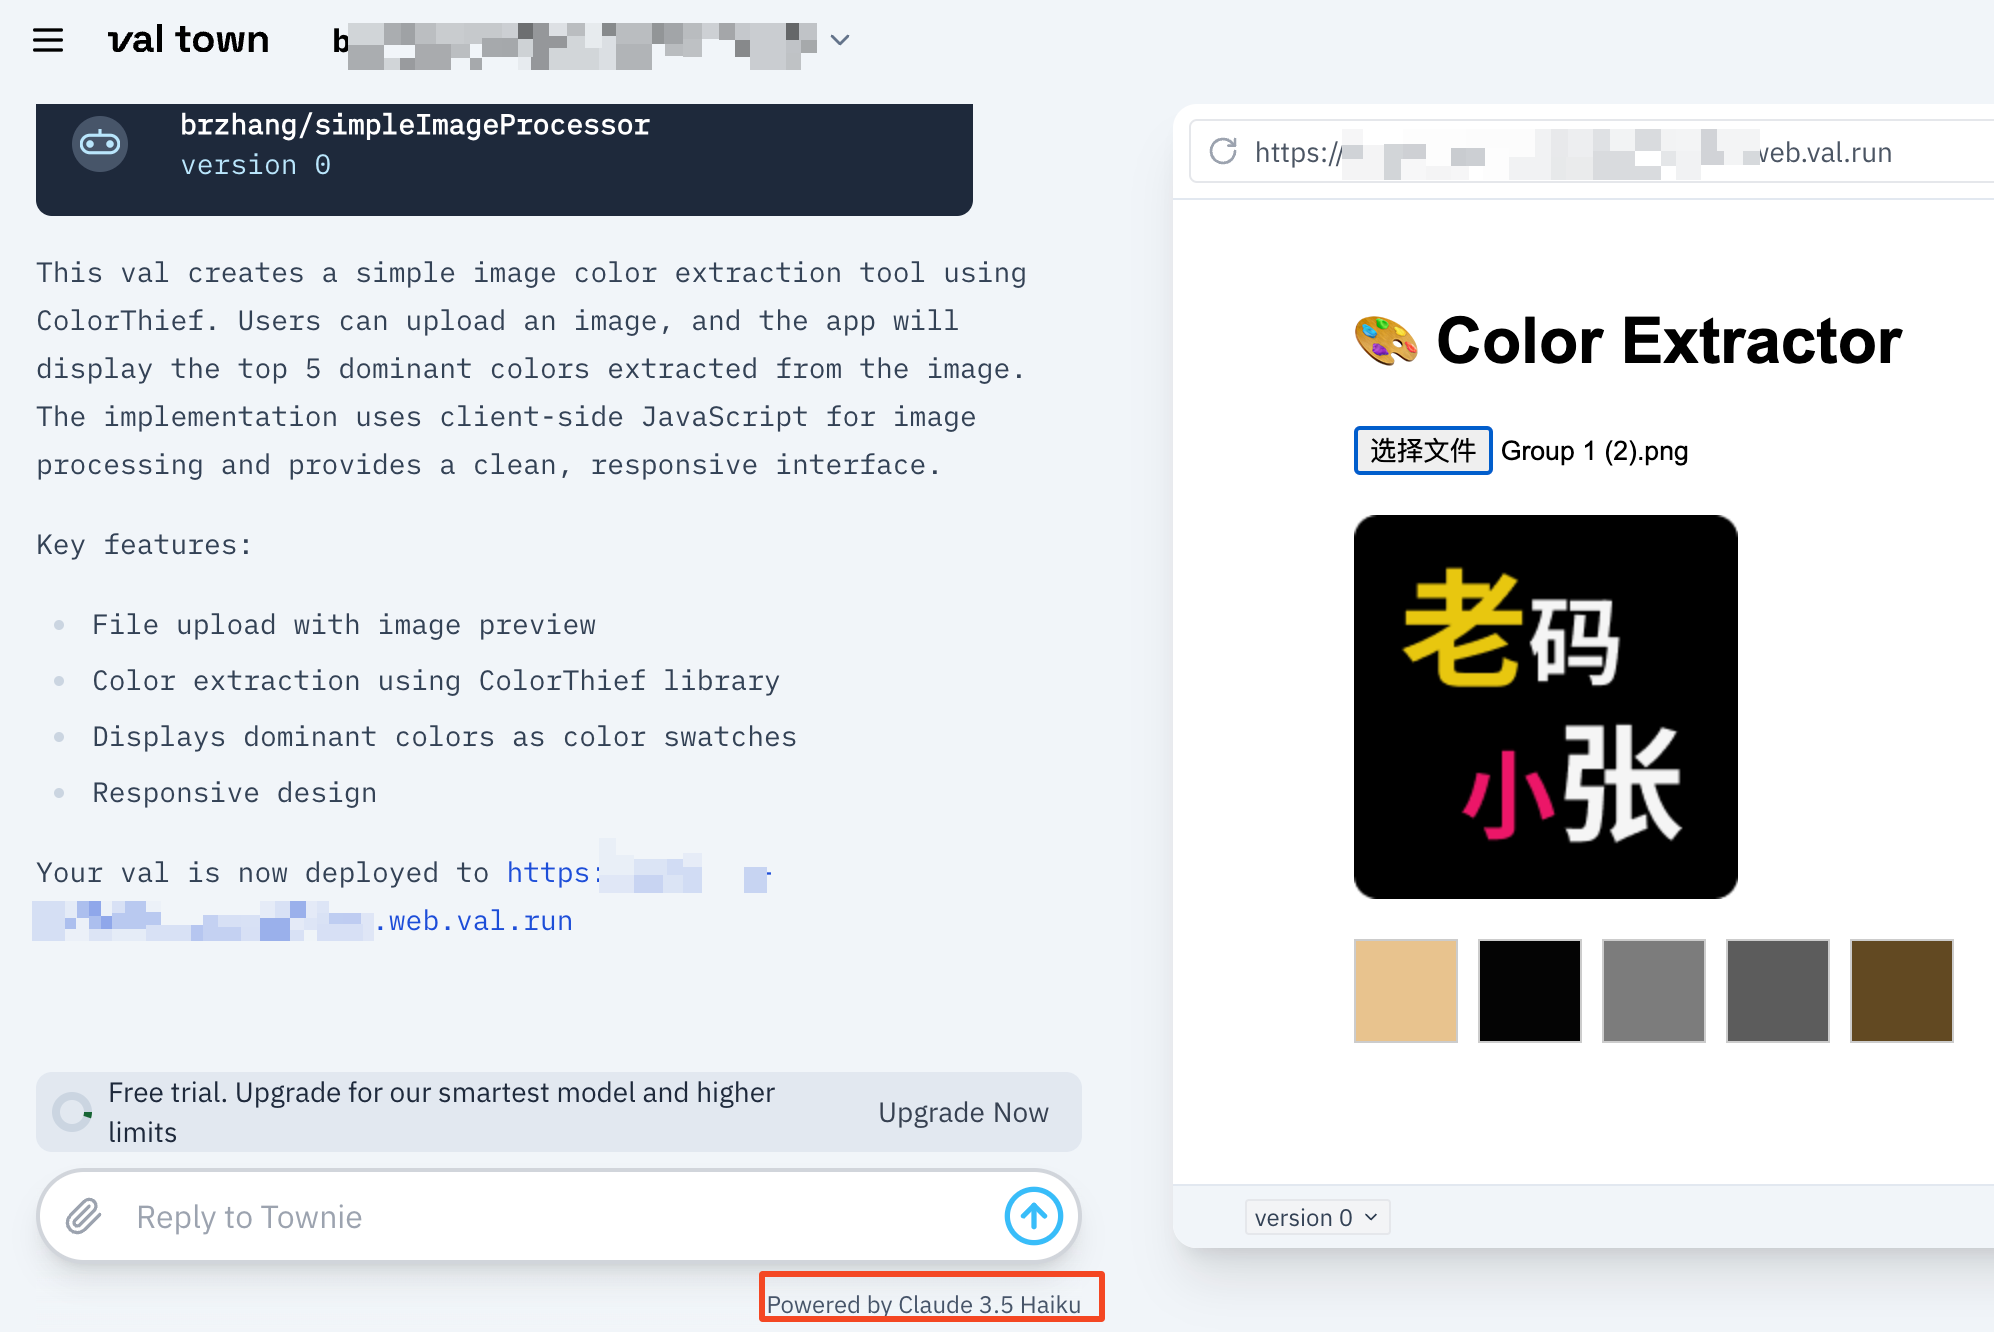 val town
b
brzhang/simpleImageProcessor
version 0
This val creates a simple image color extraction tool using
ColorThief. Users can upload an image, and the app will
display the top 5 dominant colors extracted from the image.
The implementation uses client-side JavaScript for image
processing and provides a clean, responsive interface.
Key features:
File upload with image preview
Color extraction using ColorThief library
Displays dominant colors as color swatches
Responsive design
Your val is now deployed to https:
.web.val.run
Free trial. Upgrade for our smartest model and higher
limits
Upgrade Now
Reply to Townie
Powered by Claude 3.5 Haiku
https:// web.val.run
🎨 Color Extractor
选择文件 Group 1 (2).png
老码
小张
version 0